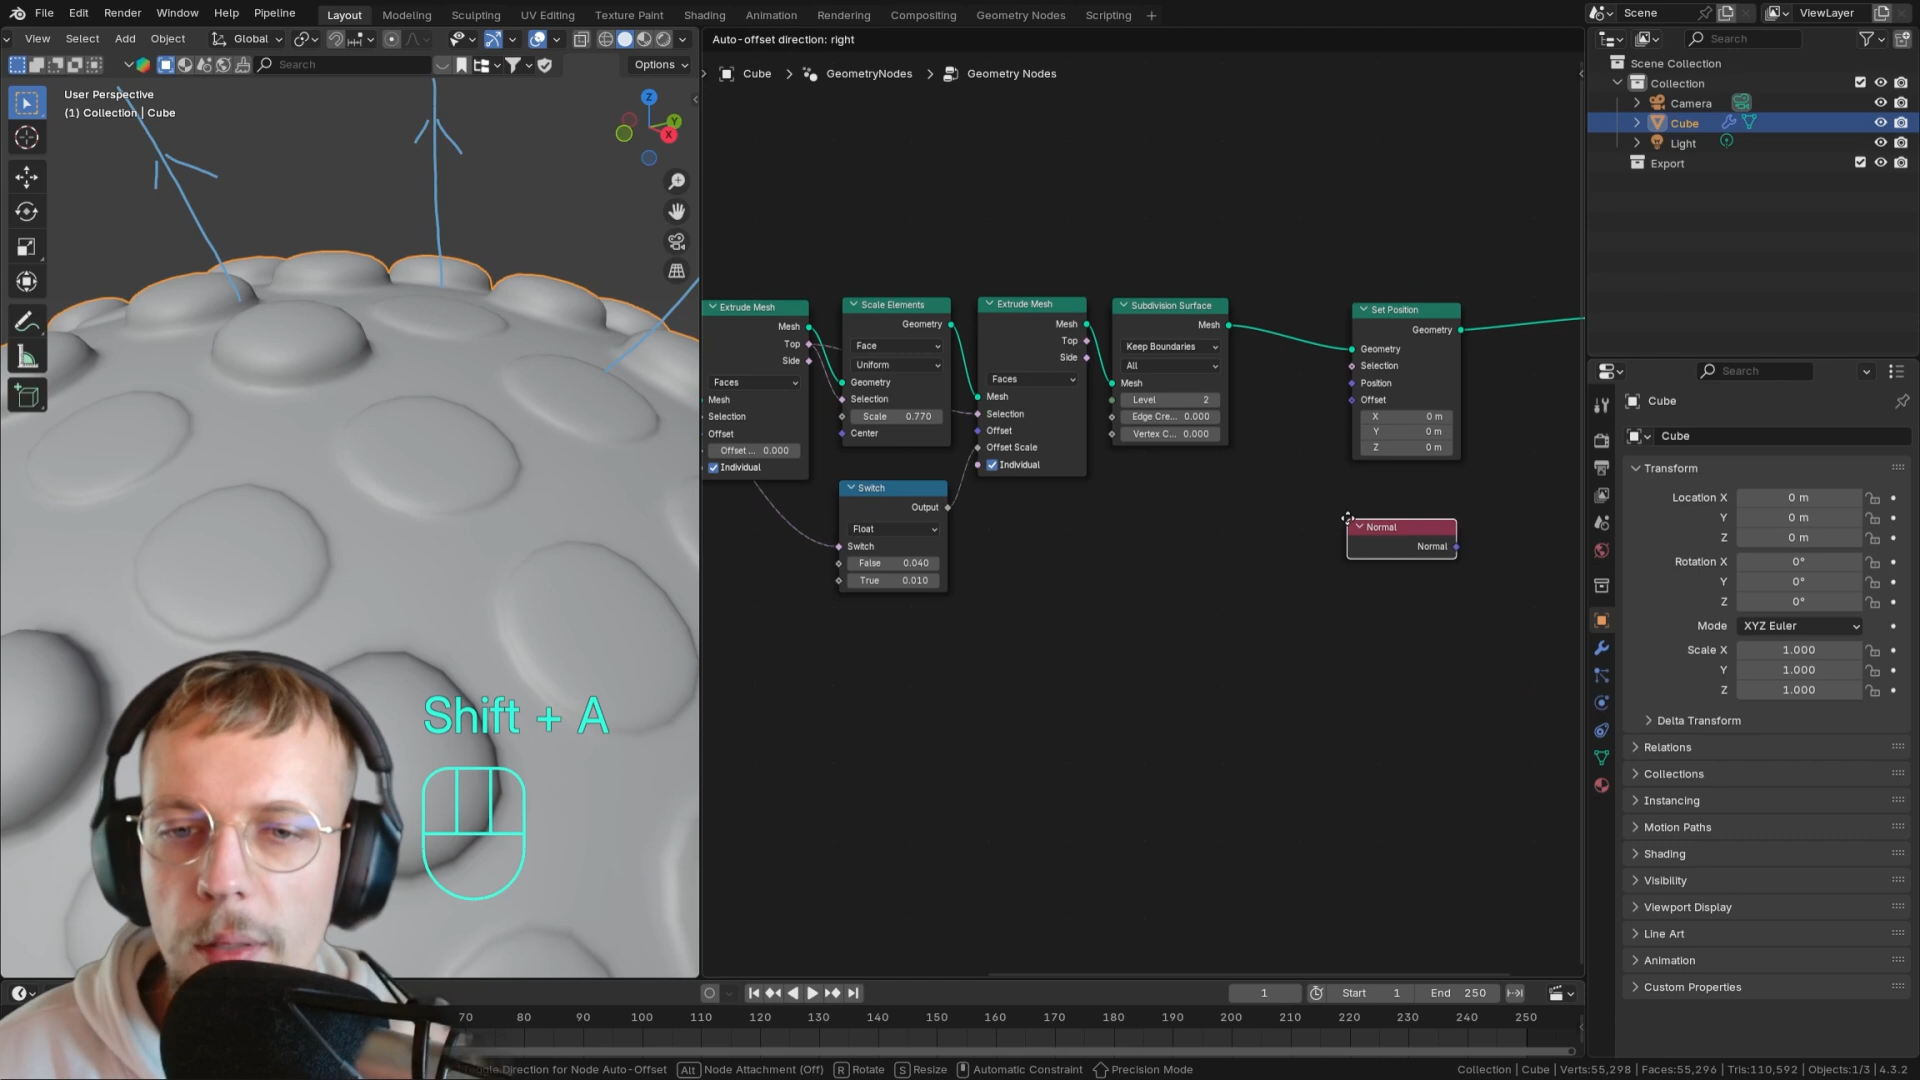 File Edit Render Window Help Pipeline
Layout Modeling Sculpting UV Editing Texture Paint Shading Animation Rendering Compositing Geometry Nodes Scripting
Scene
ViewLayer
View Select Add Object
Global
Auto-offset direction: right
Search
Search
Options
Cube
GeometryNodes
Geometry Nodes
User Perspective
(1) Collection | Cube
Z
Y
X
Scene Collection
Collection
Camera
Cube
Light
Export
Extrude Mesh
Mesh
Top
Side
Faces
Mesh
Selection
Offset
Offset ... 0.000
Individual
Scale Elements
Geometry
Face
Uniform
Geometry
Selection
Scale 0.770
Center
Switch
Output
Float
Switch
False 0.040
True 0.010
Extrude Mesh
Mesh
Top
Side
Faces
Mesh
Selection
Offset
Offset Scale
Individual
Subdivision Surface
Mesh
Keep Boundaries
All
Mesh
Level 2
Edge Cre... 0.000
Vertex C... 0.000
Set Position
Geometry
Geometry
Selection
Position
Offset
X 0 m
Y 0 m
Z 0 m
Normal
Normal
Search
Cube
Cube
Transform
Location X 0 m
Y 0 m
Z 0 m
Rotation X 0°
Y 0°
Z 0°
Mode XYZ Euler
Scale X 1.000
Y 1.000
Z 1.000
Delta Transform
Relations
Collections
Instancing
Motion Paths
Shading
Visibility
Viewport Display
Line Art
Animation
Custom Properties
Shift + A
1
Start 1
End 250
70 80 90 100 110 120 130 140 150 160 170 180 190 200 210 220 230 240 250
Direction for Node Auto-Offset Alt Node Attachment (Off) R Rotate S Resize Automatic Constraint Precision Mode
Collection | Cube | Verts:55,298 | Faces:55,296 | Tris:110,592 | Objects:1/3 | 4.3.2